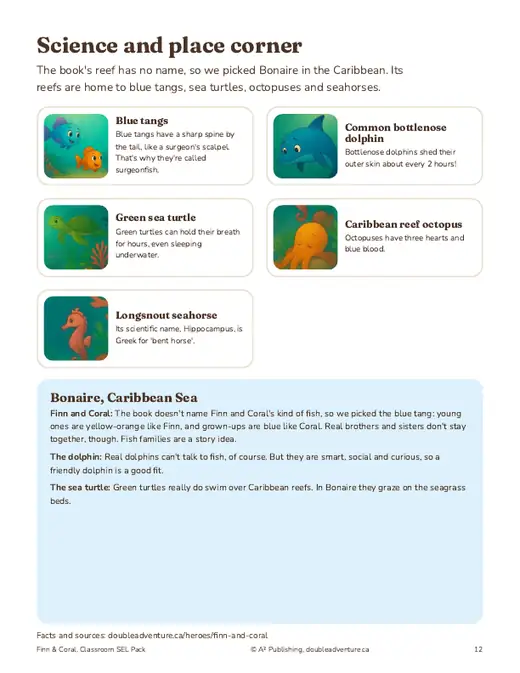 Science and place corner
The book's reef has no name, so we picked Bonaire in the Caribbean. Its
reefs are home to blue tangs, sea turtles, octopuses and seahorses.
Blue tangs
Blue tangs have a sharp spine by
the tail, like a surgeon's scalpel.
That's why they're called
surgeonfish.
Common bottlenose
dolphin
Bottlenose dolphins shed their
outer skin about every 2 hours!
Green sea turtle
Green turtles can hold their breath
for hours, even sleeping
underwater.
Caribbean reef octopus
Octopuses have three hearts and
blue blood.
Longsnout seahorse
Its scientific name, Hippocampus, is
Greek for 'bent horse'.
Bonaire, Caribbean Sea
Finn and Coral: The book doesn't name Finn and Coral's kind of fish, so we picked the blue tang: young
ones are yellow-orange like Finn, and grown-ups are blue like Coral. Real brothers and sisters don't stay
together, though. Fish families are a story idea.
The dolphin: Real dolphins can't talk to fish, of course. But they are smart, social and curious, so a
friendly dolphin is a good fit.
The sea turtle: Green turtles really do swim over Caribbean reefs. In Bonaire they graze on the seagrass
beds.
Facts and sources: doubleadventure.ca/heroes/finn-and-coral
Finn & Coral, Classroom SEL Pack
© A² Publishing, doubleadventure.ca
12